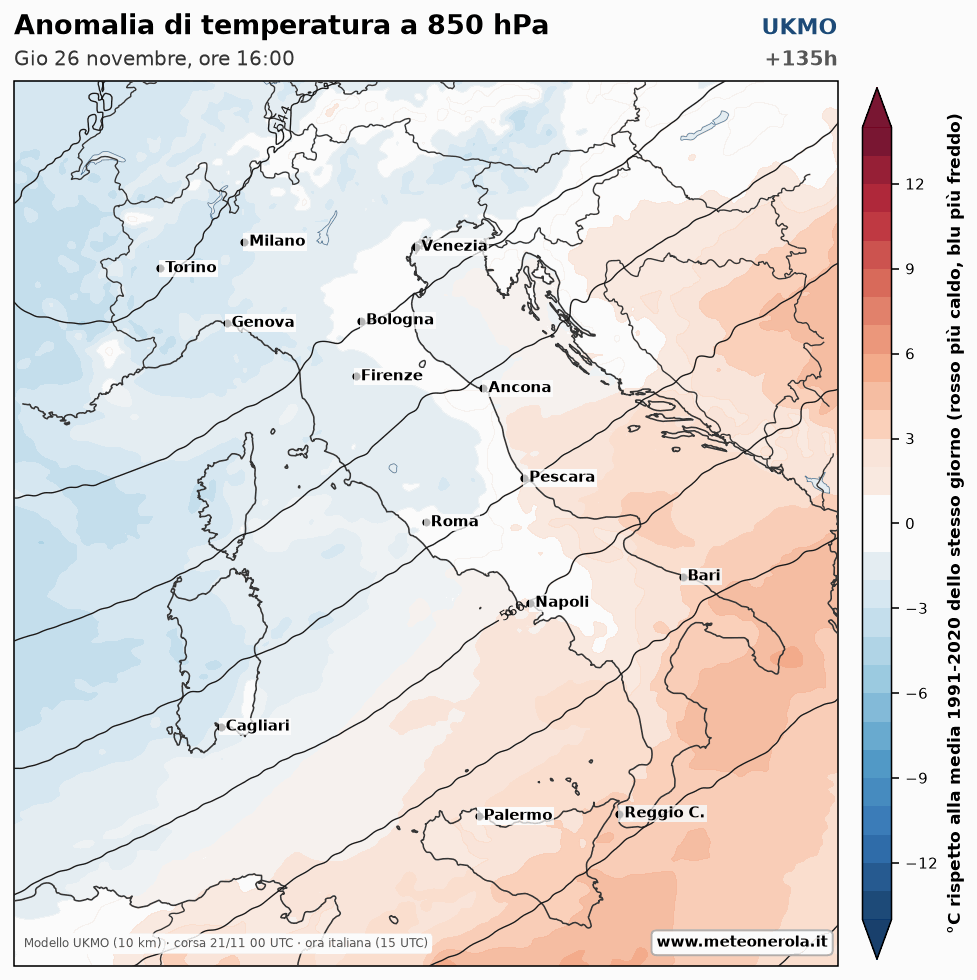 Anomalia di temperatura a 850 hPa
UKMO
Gio 26 novembre, ore 16:00
+135h
544
Milano
Venezia
Torino
Genova
Bologna
Firenze
Ancona
Pescara
Roma
Bari
Napoli
Cagliari
Palermo
Reggio C.
12
9
6
3
0
−3
−6
−9
−12
°C rispetto alla media 1991-2020 dello stesso giorno (rosso più caldo, blu più freddo)
Modello UKMO (10 km) · corsa 21/11 00 UTC · ora italiana (15 UTC)
www.meteonerola.it